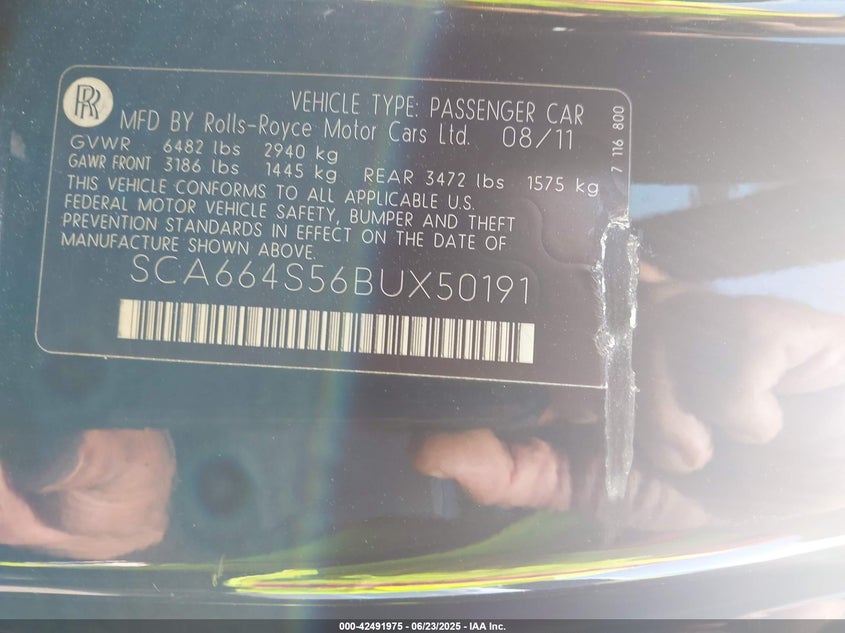 RR
VEHICLE TYPE: PASSENGER CAR
MFD BY Rolls-Royce Motor Cars Ltd. 08/11
GVWR 6482 lbs 2940 kg
GAWR FRONT 3186 lbs 1445 kg REAR 3472 lbs 1575 kg
THIS VEHICLE CONFORMS TO ALL APPLICABLE U.S.
FEDERAL MOTOR VEHICLE SAFETY, BUMPER AND THEFT
PREVENTION STANDARDS IN EFFECT ON THE DATE OF
MANUFACTURE SHOWN ABOVE.
SCA664S56BUX50191
7 116 800
000-42491975 - 06/23/2025 - IAA Inc.